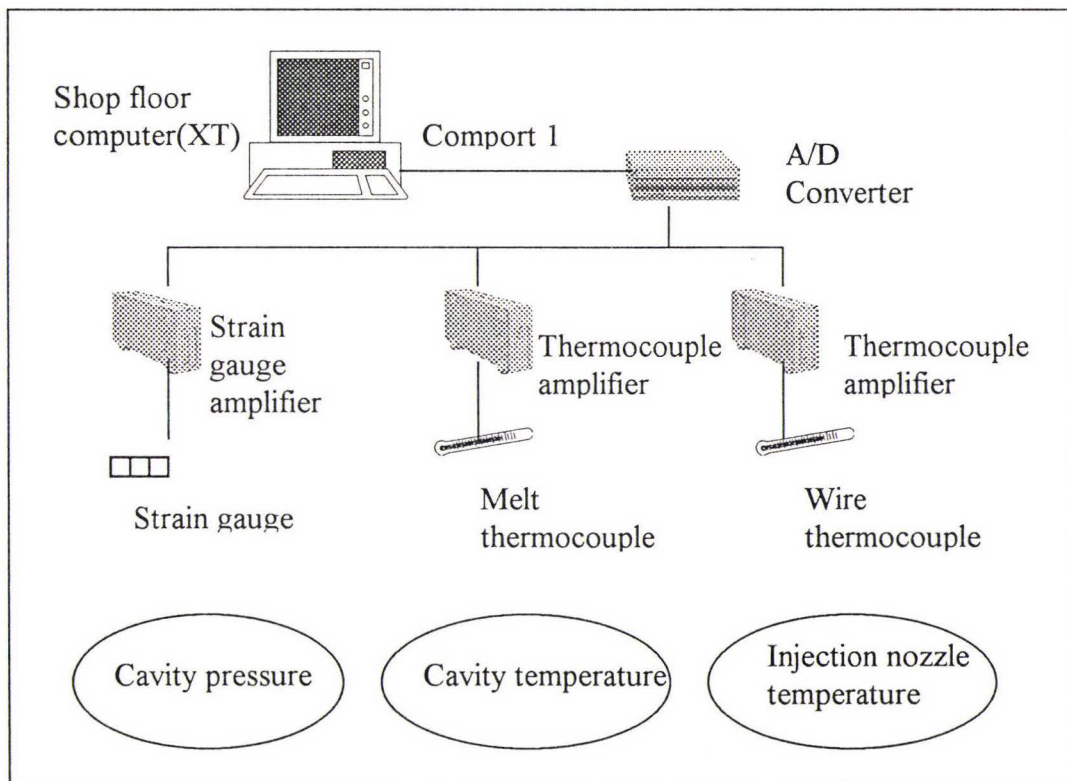 Shop floor
computer(XT)
Comport 1
A/D
Converter
Strain
gauge
amplifier
Thermocouple
amplifier
Thermocouple
amplifier
Strain gauge
Melt
thermocouple
Wire
thermocouple
Cavity pressure
Cavity temperature
Injection nozzle
temperature